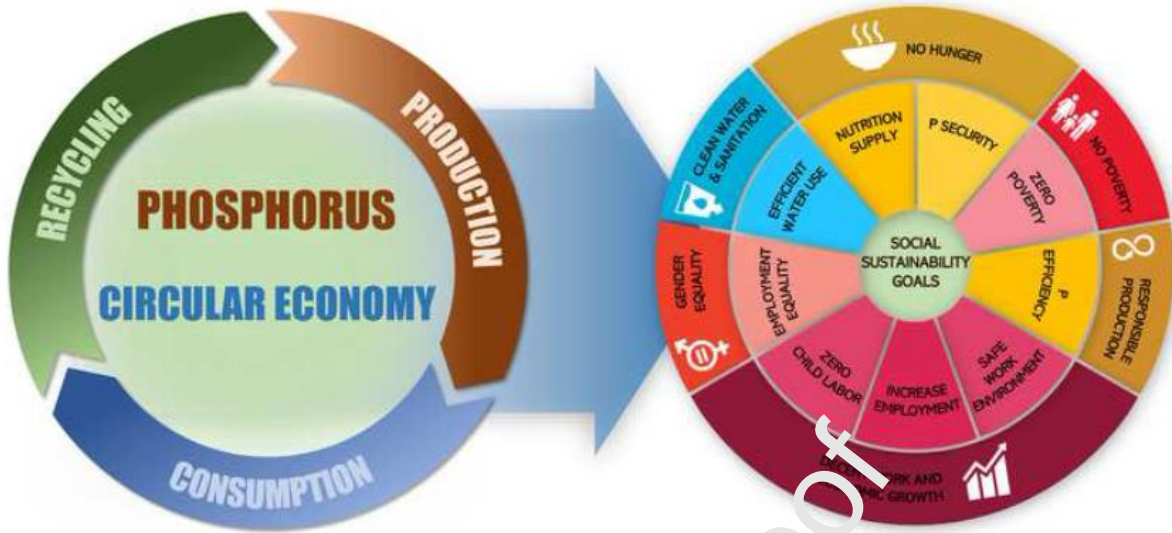 RECYCLING
PRODUCTION
PHOSPHORUS
CIRCULAR ECONOMY
CONSUMPTION
NO HUNGER
NO POVERTY
RESPONSIBLE
PRODUCTION
WORK AND
GROWTH
GENDER
EQUALITY
CLEAN WATER
& SANITATION
NUTRITION
SUPPLY
P SECURITY
ZERO
POVERTY
P
EFFICIENCY
SAFE
WORK
ENVIRONMENT
INCREASE
EMPLOYMENT
ZERO
CHILD LABOR
EMPLOYMENT
EQUALITY
EFFICIENT
WATER USE
SOCIAL
SUSTAINABILITY
GOALS